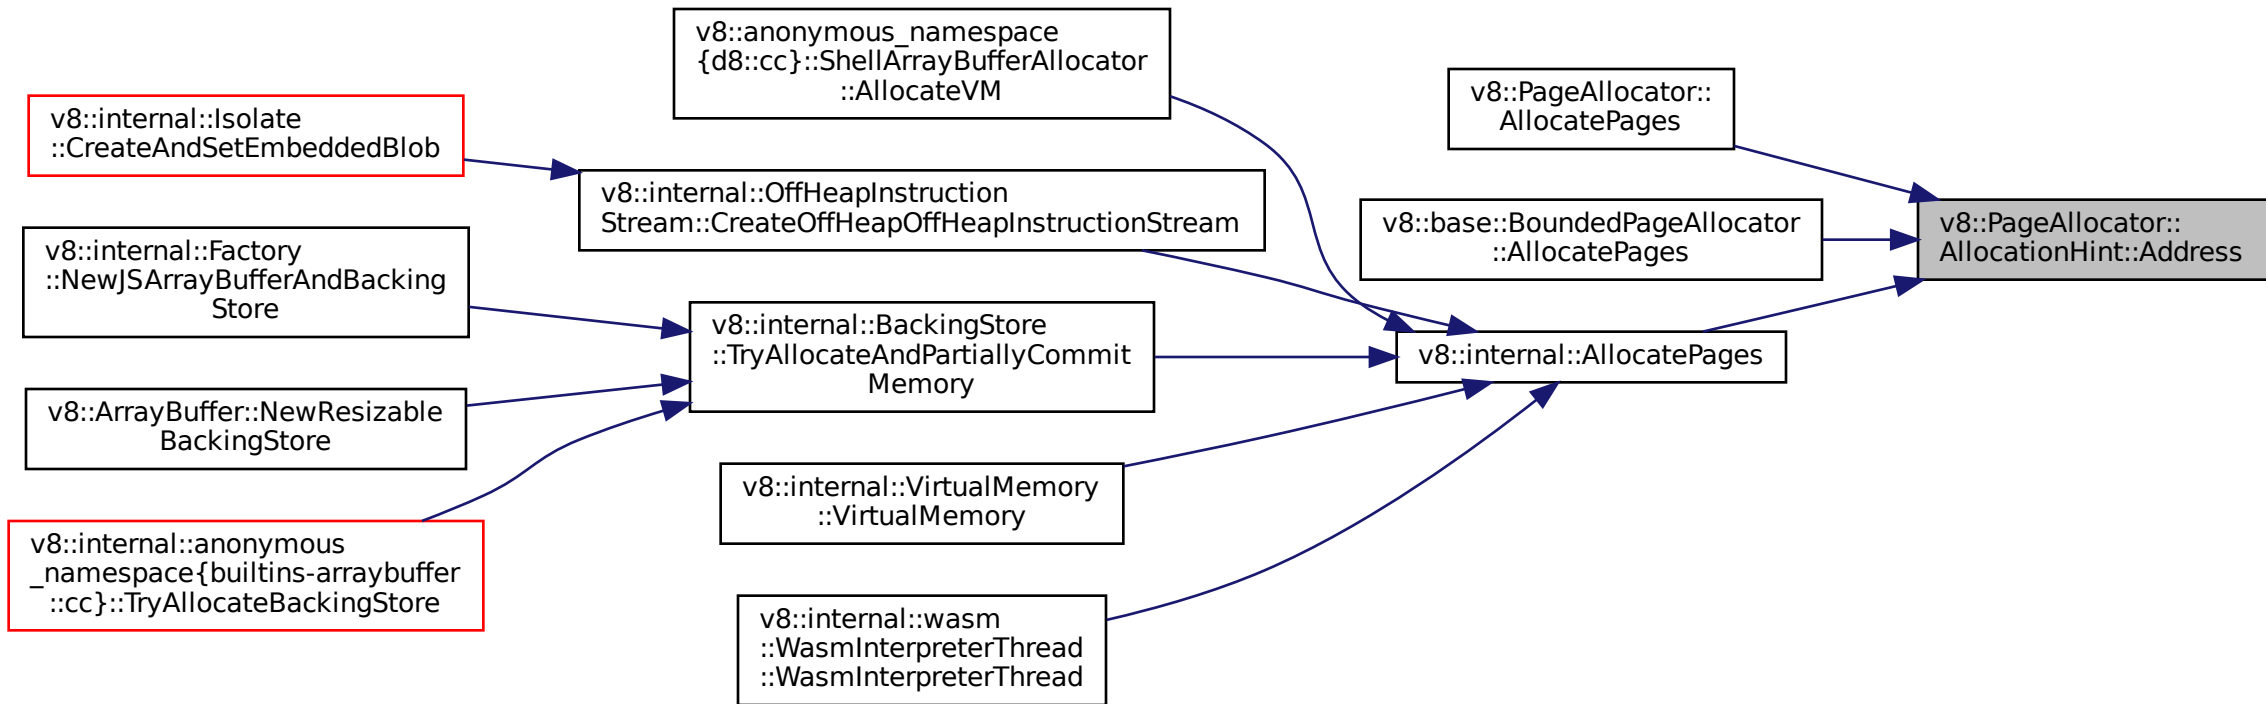 v8::anonymous_namespace
{d8::cc}::ShellArrayBufferAllocator
::AllocateVM
v8::internal::Isolate
::CreateAndSetEmbeddedBlob
v8::internal::OffHeapInstruction
Stream::CreateOffHeapOffHeapInstructionStream
v8::internal::Factory
::NewJSArrayBufferAndBacking
Store
v8::internal::BackingStore
::TryAllocateAndPartiallyCommit
Memory
v8::ArrayBuffer::NewResizable
BackingStore
v8::internal::VirtualMemory
::VirtualMemory
v8::internal::anonymous
_namespace{builtins-arraybuffer
::cc}::TryAllocateBackingStore
v8::internal::wasm
::WasmInterpreterThread
::WasmInterpreterThread
v8::PageAllocator::
AllocatePages
v8::base::BoundedPageAllocator
::AllocatePages
v8::internal::AllocatePages
v8::PageAllocator::
AllocationHint::Address